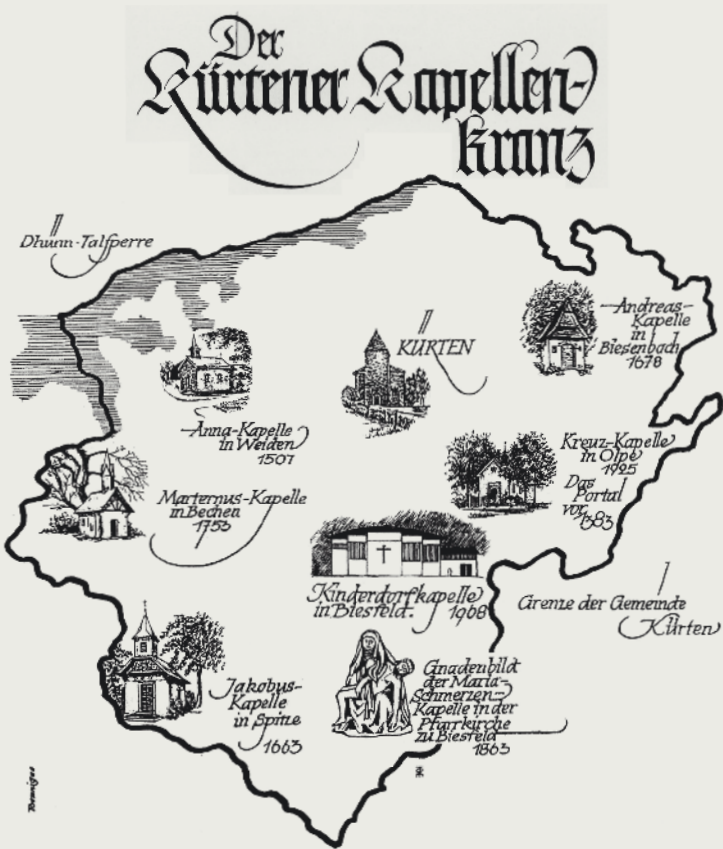 Der
Kürtener Kapellen-
kranz
Dhünn-Talsperre
Andreas-
Kapelle
in
Biesenbach
1678
KÜRTEN
Anna-Kapelle
in Weiden
1507
Kreuz-Kapelle
in Olpe
1925
Das
Portal
vor
1383
Marternus-Kapelle
in Bechen
1753
Kinderdorfkapelle
in Biesfeld. 1968
Grenze der Gemeinde
Kürten
Jakobus-
Kapelle
in Spitze
1663
Gnadenbild
der Maria-
Schmerzen-
Kapelle in der
Pfarrkirche
zu Biesfeld
1863